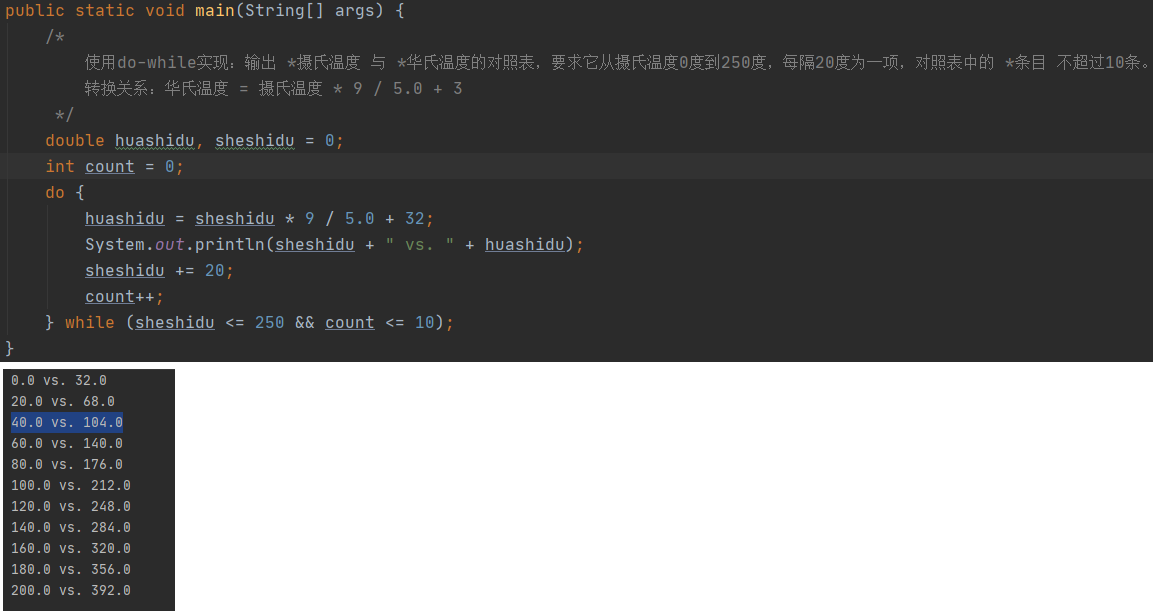 public static void main(String[] args) {
/*
使用do-while实现：输出 *摄氏温度 与 *华氏温度的对照表，要求它从摄氏温度0度到250度，每隔20度为一项，对照表中的 *条目 不超过10条。
转换关系：华氏温度 = 摄氏温度 * 9 / 5.0 + 3
*/
double huashidu, sheshidu = 0;
int count = 0;
do {
huashidu = sheshidu * 9 / 5.0 + 32;
System.out.println(sheshidu + " vs. " + huashidu);
sheshidu += 20;
count++;
} while (sheshidu <= 250 && count <= 10);
}
0.0 vs. 32.0
20.0 vs. 68.0
40.0 vs. 104.0
60.0 vs. 140.0
80.0 vs. 176.0
100.0 vs. 212.0
120.0 vs. 248.0
140.0 vs. 284.0
160.0 vs. 320.0
180.0 vs. 356.0
200.0 vs. 392.0